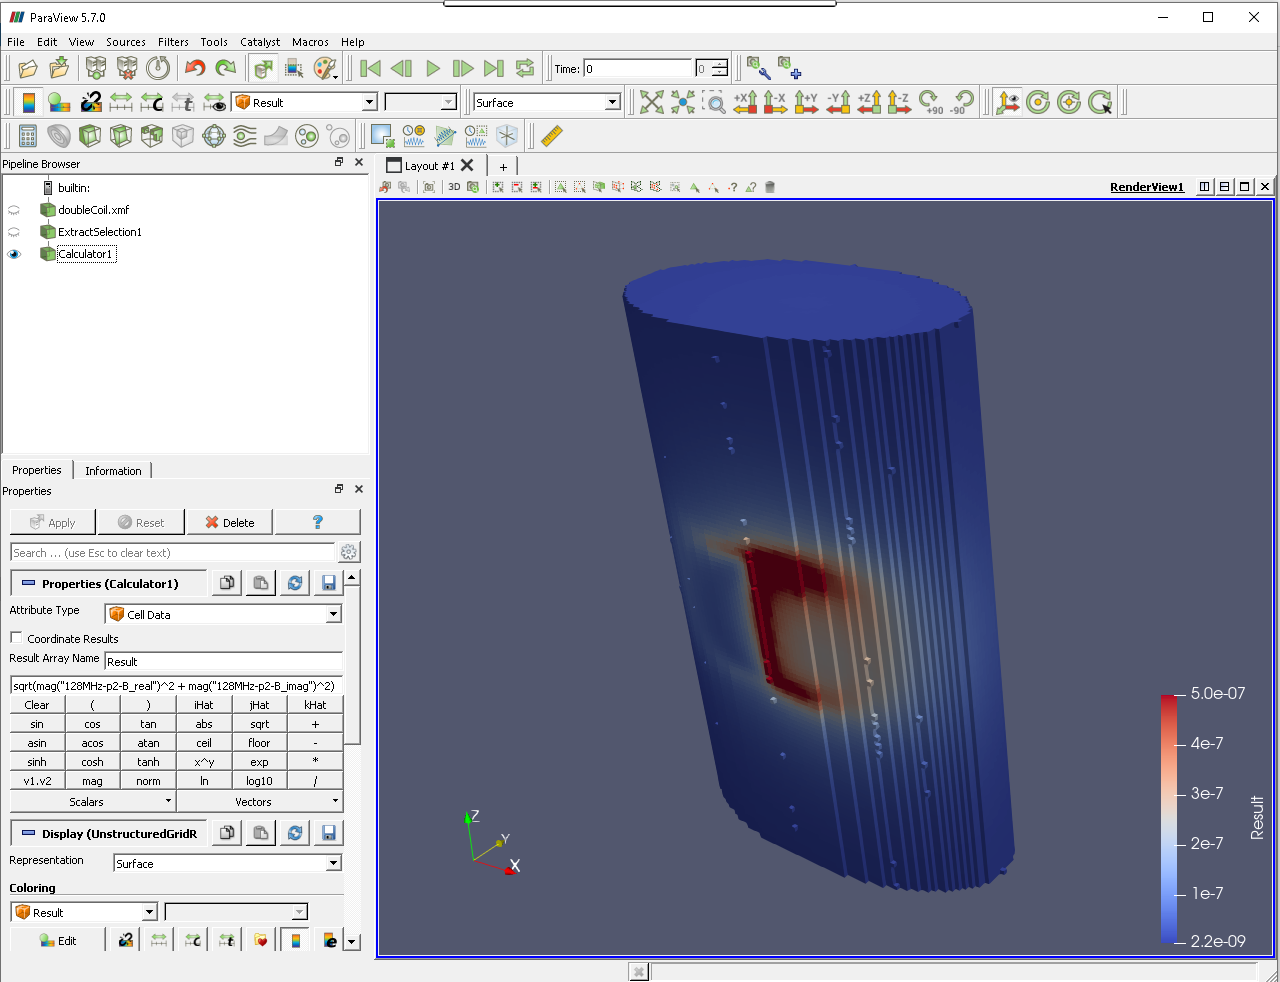 ParaView 5.7.0
File Edit View Sources Filters Tools Catalyst Macros Help
Time: 0 0
Result Surface +X -X +Y -Y +Z -Z +90 -90
Pipeline Browser
builtin:
doubleCoil.xmf
ExtractSelection1
Calculator1
Layout #1 +
3D RenderView1
Properties Information
Properties
Apply Reset Delete ?
Search ... (use Esc to clear text)
Properties (Calculator1)
Attribute Type Cell Data
Coordinate Results
Result Array Name Result
sqrt(mag("128MHz-p2-B_real")^2 + mag("128MHz-p2-B_imag")^2)
Clear ( ) iHat jHat kHat
sin cos tan abs sqrt +
asin acos atan ceil floor -
sinh cosh tanh x^y exp *
v1.v2 mag norm ln log10 /
Scalars Vectors
Display (UnstructuredGridR
Representation Surface
Coloring
Result
Edit
Z
Y
X
5.0e-07
4e-7
3e-7
2e-7
1e-7
2.2e-09
Result